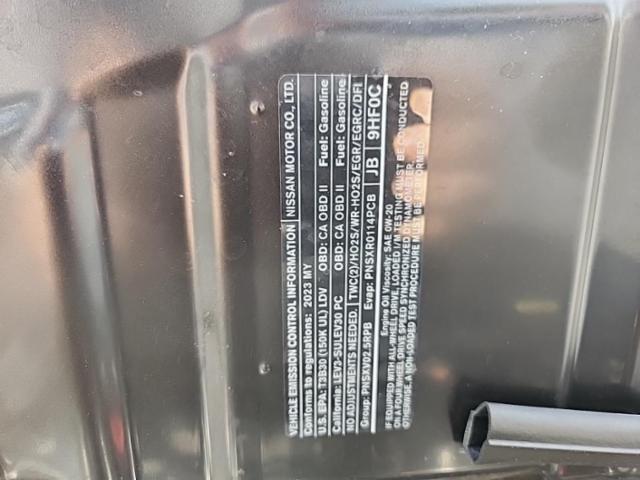 VEHICLE EMISSION CONTROL INFORMATION NISSAN MOTOR CO., LTD.
Conforms to regulations: 2023 MY
U.S. EPA: T3B30 (150K UL) LDV OBD: CA OBD II Fuel: Gasoline
California: LEV3-SULEV30 PC OBD: CA OBD II Fuel: Gasoline
NO ADJUSTMENTS NEEDED. TWC(2)/HO2S/WR-HO2S/EGR/EGRC/DFI
Group: PNSXV02.5RPB Evap: PNSXR0114PCB JB 9HF0C
Engine Oil Viscosity: SAE 0W-20
IF EQUIPED WITH ALL-WHEEL DRIVE, LOADED I/M TESTING MUST BE CONDUCTED
ON A FOUR WHEEL DRIVE SPEED SYNCHRONIZED DYNAMOMETER.
OTHERWISE, A NON-LOADED TEST PROCEDURE MUST BE PERFORMED.